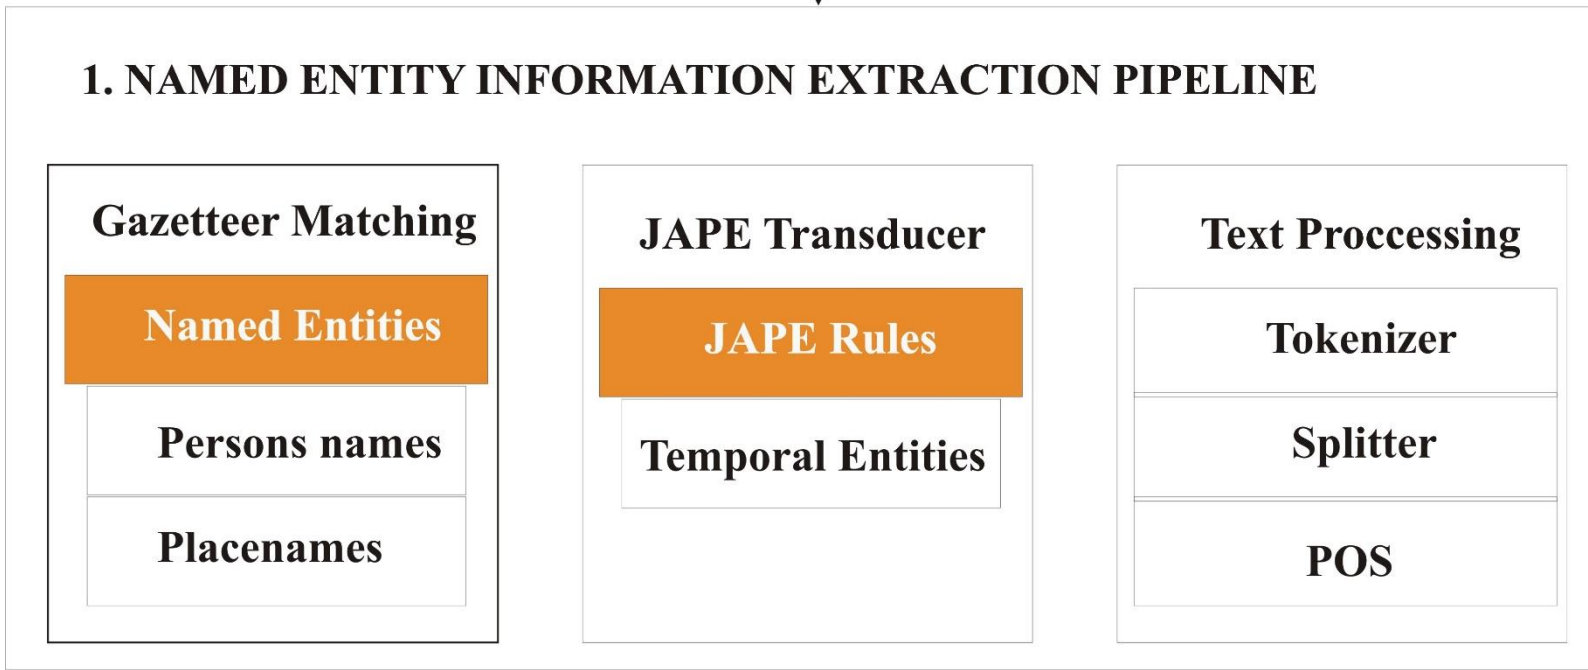 1. NAMED ENTITY INFORMATION EXTRACTION PIPELINE
Gazetteer Matching
Named Entities
Persons names
Placenames
JAPE Transducer
JAPE Rules
Temporal Entities
Text Proccessing
Tokenizer
Splitter
POS